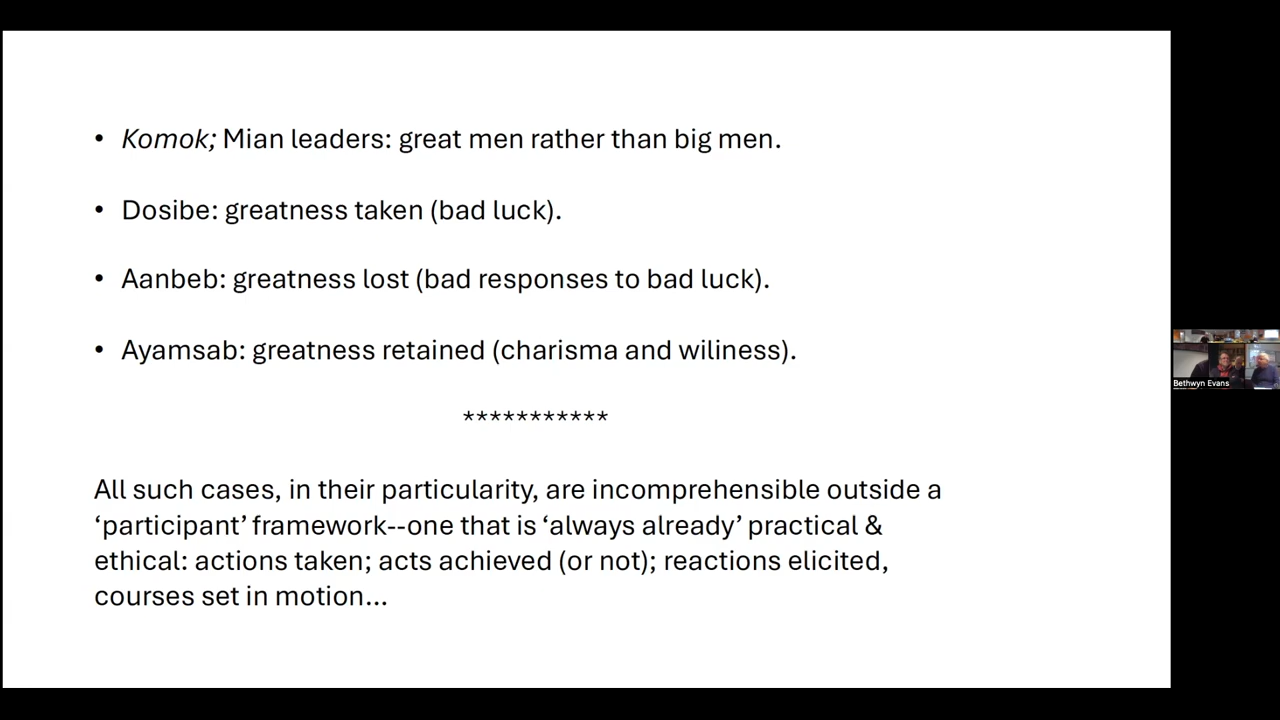 • Komok; Mian leaders: great men rather than big men.
• Dosibe: greatness taken (bad luck).
• Aanbeb: greatness lost (bad responses to bad luck).
• Ayamsab: greatness retained (charisma and wiliness).
***********
All such cases, in their particularity, are incomprehensible outside a
‘participant’ framework--one that is ‘always already’ practical &
ethical: actions taken; acts achieved (or not); reactions elicited,
courses set in motion...
Bethwyn Evans